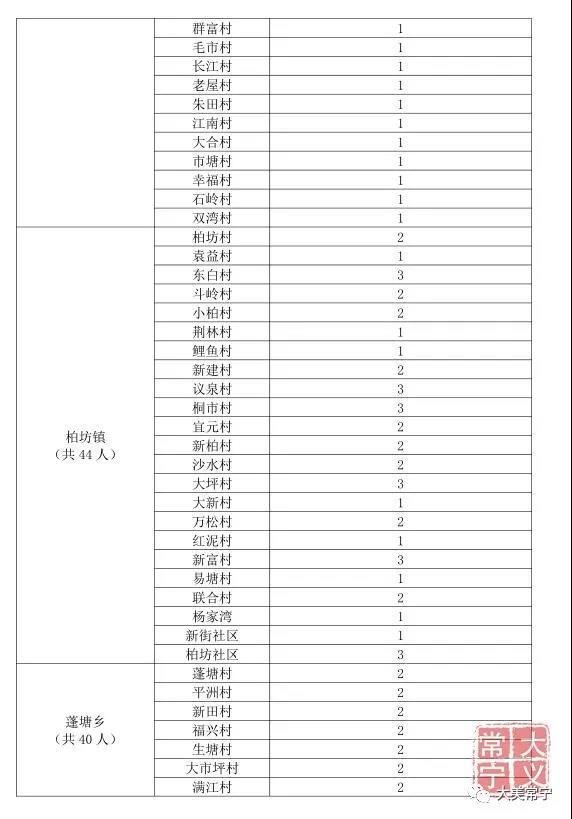 群富村 1
毛市村 1
长江村 1
老屋村 1
朱田村 1
江南村 1
大合村 1
市塘村 1
幸福村 1
石岭村 1
双湾村 1
柏坊镇
（共 44 人）
柏坊村 2
袁益村 1
东白村 3
斗岭村 2
小柏村 2
荆林村 1
鲤鱼村 1
新建村 2
议泉村 3
桐市村 3
宜元村 2
新柏村 2
沙水村 2
大坪村 3
大新村 1
万松村 2
红泥村 1
新富村 3
易塘村 1
联合村 2
杨家湾 1
新街社区 1
柏坊社区 3
蓬塘乡
（共 40 人）
蓬塘村 2
平洲村 2
新田村 2
福兴村 2
生塘村 2
大市坪村 2
满江村 2
大义
常宁
大美常宁